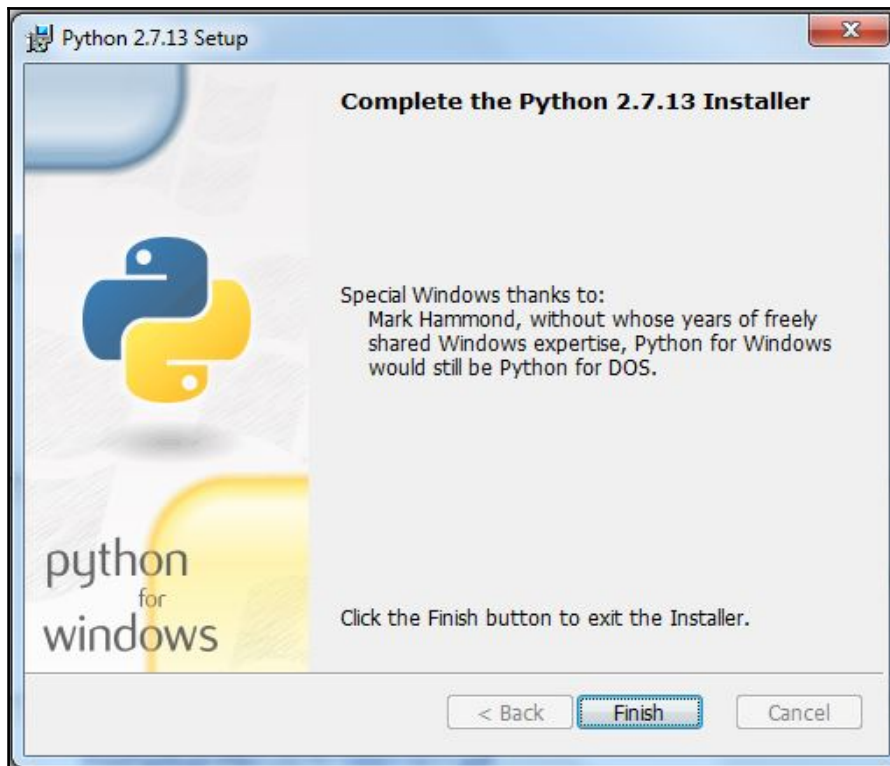 Python 2.7.13 Setup
Complete the Python 2.7.13 Installer
Special Windows thanks to:
Mark Hammond, without whose years of freely
shared Windows expertise, Python for Windows
would still be Python for DOS.
python
for
windows
Click the Finish button to exit the Installer.
< Back
Finish
Cancel